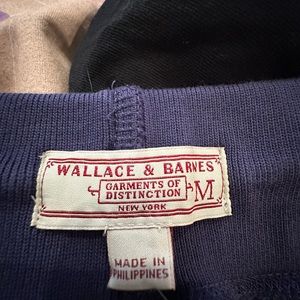 WALLACE & BARNES
GARMENTS OF
DISTINCTION
M
NEW YORK
MADE IN
PHILIPPINES